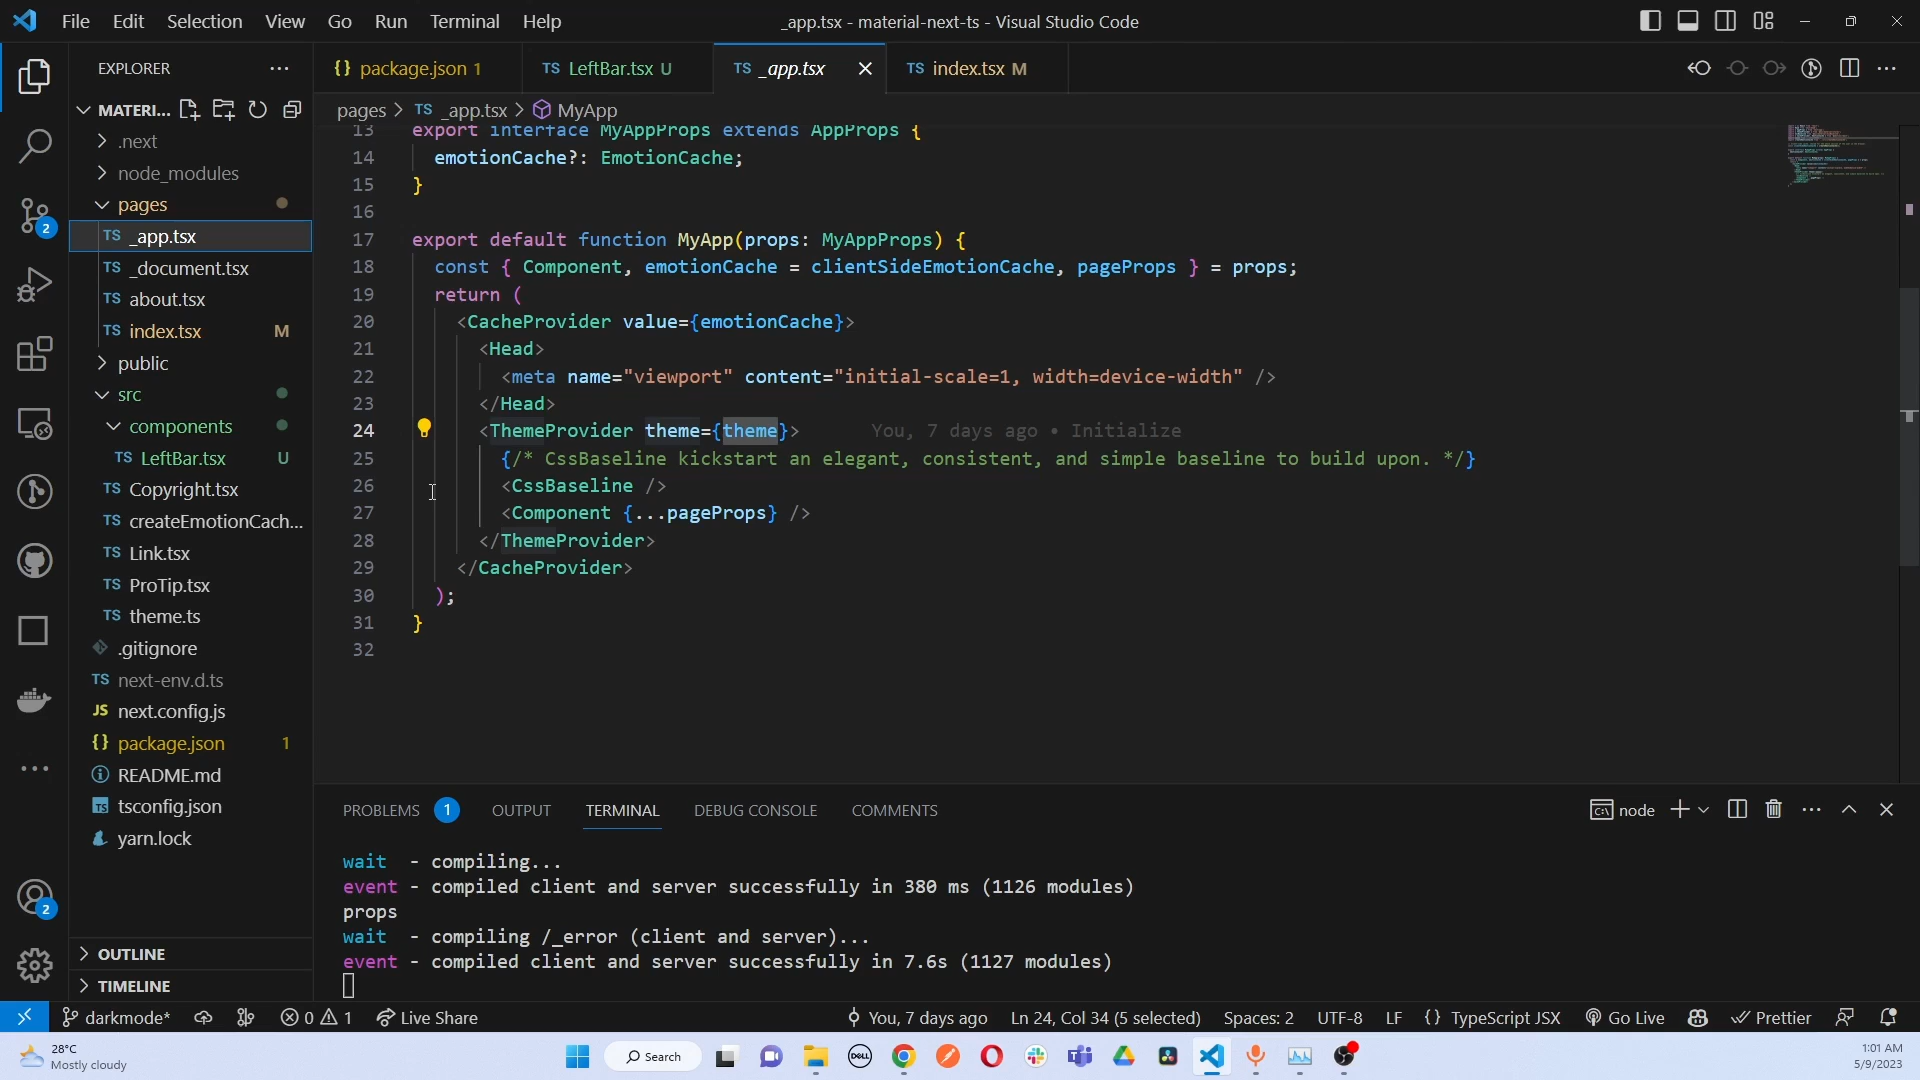 File Edit Selection View Go Run Terminal Help _app.tsx - material-next-ts - Visual Studio Code
EXPLORER
MATERI...
.next
node_modules
pages
TS _app.tsx
TS _document.tsx
TS about.tsx
TS index.tsx M
public
src
components
TS LeftBar.tsx U
TS Copyright.tsx
TS createEmotionCach...
TS Link.tsx
TS ProTip.tsx
TS theme.ts
.gitignore
TS next-env.d.ts
JS next.config.js
{} package.json 1
README.md
TS tsconfig.json
yarn.lock
OUTLINE
TIMELINE
2
2
{} package.json 1 TS LeftBar.tsx U TS _app.tsx TS index.tsx M
pages > TS _app.tsx > MyApp
13 export interface MyAppProps extends AppProps {
14 emotionCache?: EmotionCache;
15 }
16
17 export default function MyApp(props: MyAppProps) {
18 const { Component, emotionCache = clientSideEmotionCache, pageProps } = props;
19 return (
20 <CacheProvider value={emotionCache}>
21 <Head>
22 <meta name="viewport" content="initial-scale=1, width=device-width" />
23 </Head>
24 <ThemeProvider theme={theme}> You, 7 days ago • Initialize
25 {/* CssBaseline kickstart an elegant, consistent, and simple baseline to build upon. */}
26 <CssBaseline />
27 <Component {...pageProps} />
28 </ThemeProvider>
29 </CacheProvider>
30 );
31 }
32
PROBLEMS 1 OUTPUT TERMINAL DEBUG CONSOLE COMMENTS node
wait - compiling...
event - compiled client and server successfully in 380 ms (1126 modules)
props
wait - compiling /_error (client and server)...
event - compiled client and server successfully in 7.6s (1127 modules)
darkmode* 0 1 Live Share You, 7 days ago Ln 24, Col 34 (5 selected) Spaces: 2 UTF-8 LF {} TypeScript JSX Go Live Prettier
28°C
Mostly cloudy
Search
DELL
1:01 AM
5/9/2023